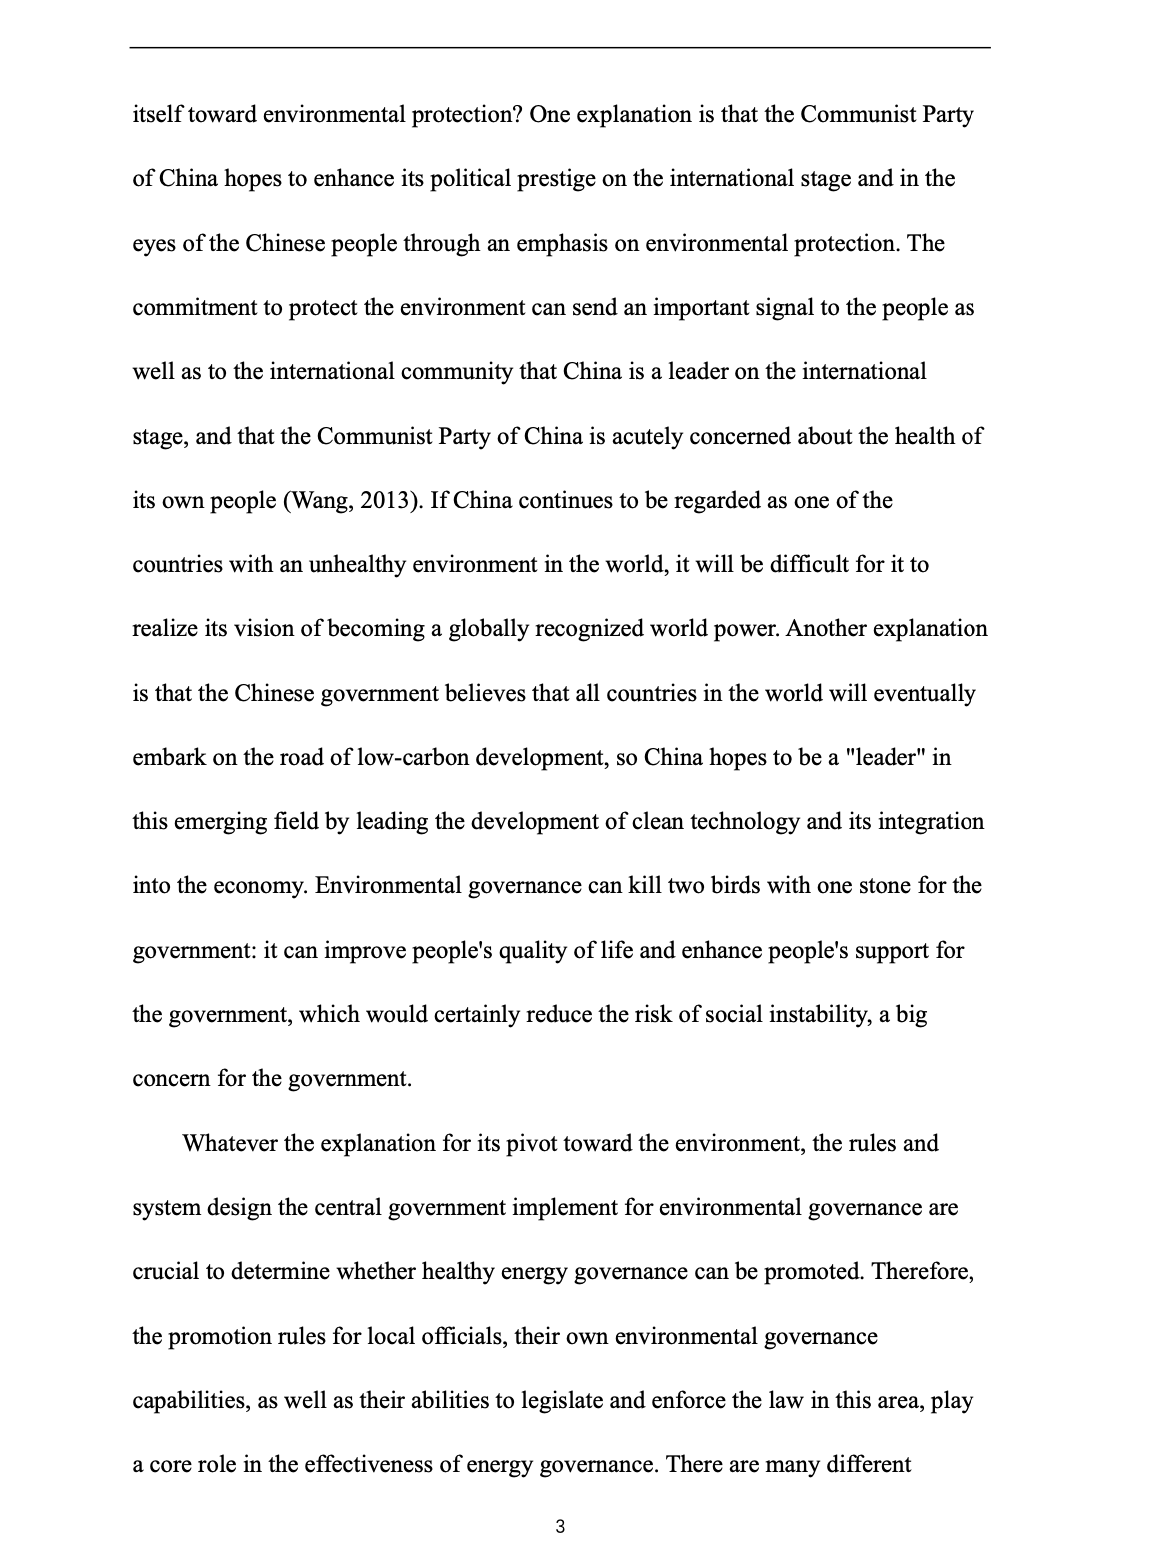 itself toward environmental protection? One explanation is that the Communist Party
of China hopes to enhance its political prestige on the international stage and in the
eyes of the Chinese people through an emphasis on environmental protection. The
commitment to protect the environment can send an important signal to the people as
well as to the international community that China is a leader on the international
stage, and that the Communist Party of China is acutely concerned about the health of
its own people (Wang, 2013). If China continues to be regarded as one of the
countries with an unhealthy environment in the world, it will be difficult for it to
realize its vision of becoming a globally recognized world power. Another explanation
is that the Chinese government believes that all countries in the world will eventually
embark on the road of low-carbon development, so China hopes to be a "leader" in
this emerging field by leading the development of clean technology and its integration
into the economy. Environmental governance can kill two birds with one stone for the
government: it can improve people's quality of life and enhance people's support for
the government, which would certainly reduce the risk of social instability, a big
concern for the government.
Whatever the explanation for its pivot toward the environment, the rules and
system design the central government implement for environmental governance are
crucial to determine whether healthy energy governance can be promoted. Therefore,
the promotion rules for local officials, their own environmental governance
capabilities, as well as their abilities to legislate and enforce the law in this area, play
a core role in the effectiveness of energy governance. There are many different
3